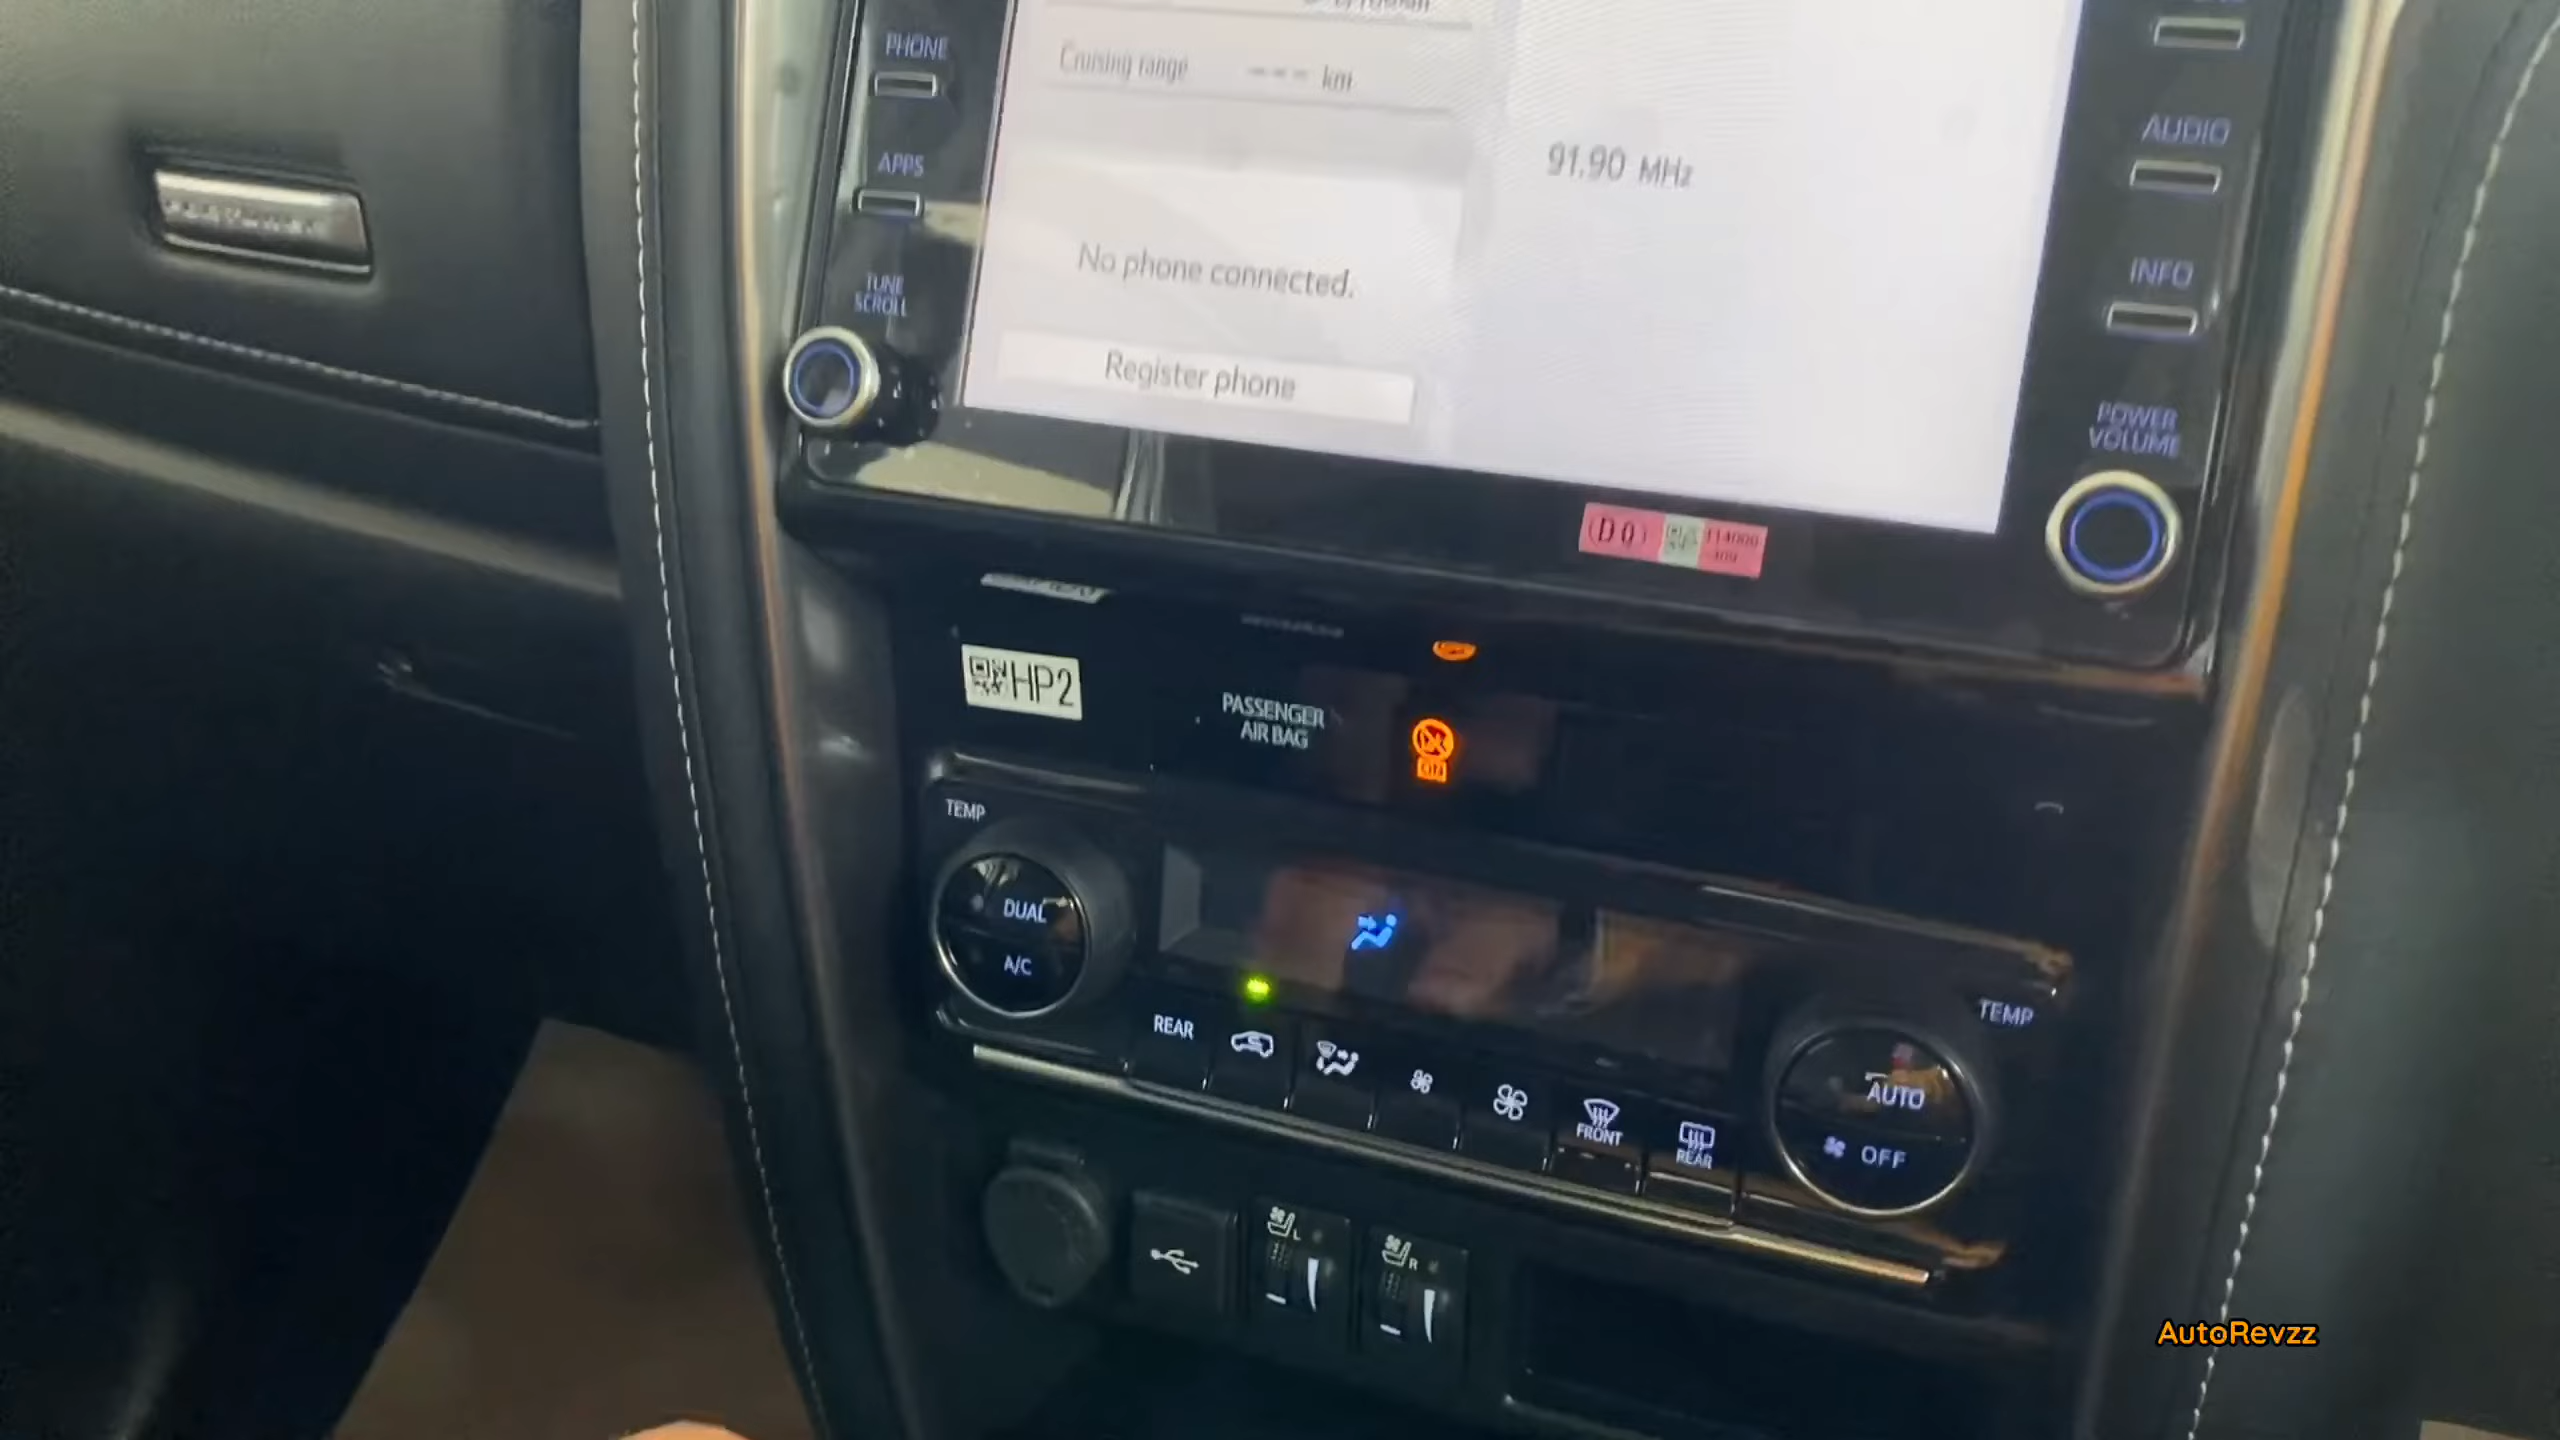 PHONE
Cruising range --- km
APPS
TUNE
SCROLL
No phone connected.
Register phone
91.90 MHz
AUDIO
INFO
POWER
VOLUME
(D0)
HP2
PASSENGER
AIR BAG
TEMP
DUAL
A/C
REAR
FRONT
REAR
TEMP
AUTO
OFF
L
R
AutoRevzz